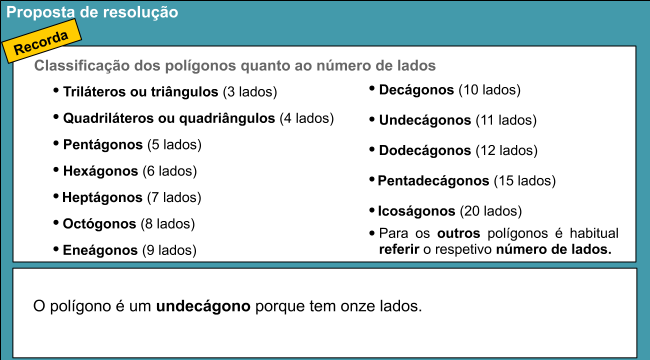 Proposta de resolução
Recorda
Classificação dos polígonos quanto ao número de lados
• Triláteros ou triângulos (3 lados)
• Quadriláteros ou quadriângulos (4 lados)
• Pentágonos (5 lados)
• Hexágonos (6 lados)
• Heptágonos (7 lados)
• Octógonos (8 lados)
• Eneágonos (9 lados)
• Decágonos (10 lados)
• Undecágonos (11 lados)
• Dodecágonos (12 lados)
• Pentadecágonos (15 lados)
• Icoságonos (20 lados)
• Para os outros polígonos é habitual
referir o respetivo número de lados.
O polígono é um undecágono porque tem onze lados.